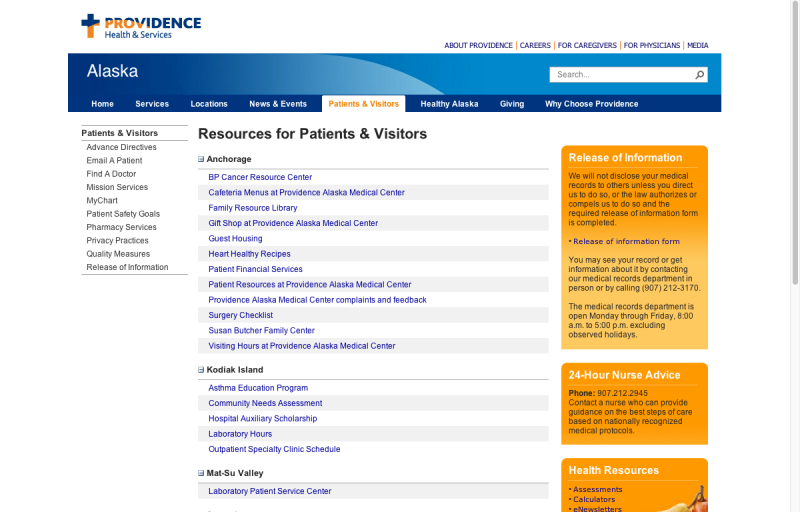 PROVIDENCE
Health & Services
ABOUT PROVIDENCE | CAREERS | FOR CAREGIVERS | FOR PHYSICIANS | MEDIA
Alaska
Search...
Home Services Locations News & Events Patients & Visitors Healthy Alaska Giving Why Choose Providence
Patients & Visitors
Advance Directives
Email A Patient
Find A Doctor
Mission Services
MyChart
Patient Safety Goals
Pharmacy Services
Privacy Practices
Quality Measures
Release of Information
Resources for Patients & Visitors
Anchorage
BP Cancer Resource Center
Cafeteria Menus at Providence Alaska Medical Center
Family Resource Library
Gift Shop at Providence Alaska Medical Center
Guest Housing
Heart Healthy Recipes
Patient Financial Services
Patient Resources at Providence Alaska Medical Center
Providence Alaska Medical Center complaints and feedback
Surgery Checklist
Susan Butcher Family Center
Visiting Hours at Providence Alaska Medical Center
Kodiak Island
Asthma Education Program
Community Needs Assessment
Hospital Auxiliary Scholarship
Laboratory Hours
Outpatient Specialty Clinic Schedule
Mat-Su Valley
Laboratory Patient Service Center
Release of Information
We will not disclose your medical
records to others unless you direct
us to do so, or the law authorizes or
compels us to do so and the
required release of information form
is completed.
• Release of information form
You may see your record or get
information about it by contacting
our medical records department in
person or by calling (907) 212-3170.
The medical records department is
open Monday through Friday, 8:00
a.m. to 5:00 p.m. excluding
observed holidays.
24-Hour Nurse Advice
Phone: 907.212.2945
Contact a nurse who can provide
guidance on the best steps of care
based on nationally recognized
medical protocols.
Health Resources
• Assessments
• Calculators
• eNewsletters